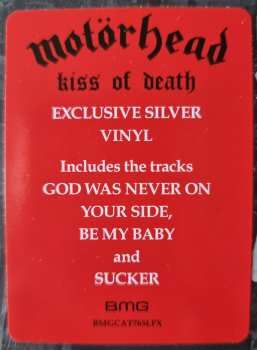 motörhead
kiss of death
EXCLUSIVE SILVER
VINYL
Includes the tracks
GOD WAS NEVER ON
YOUR SIDE,
BE MY BABY
and
SUCKER
BMG
BMGCAT765LPX